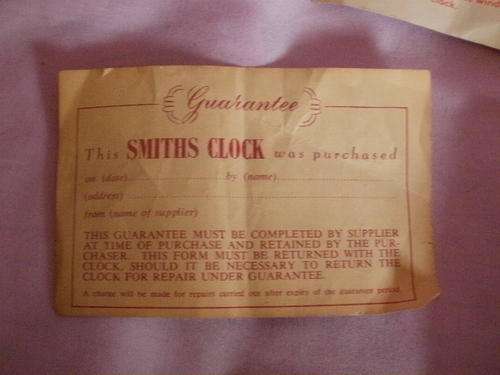 wind
clock.
Guarantee
This SMITHS CLOCK was purchased
on (date) by (name)
(address)
from (name of supplier)
THIS GUARANTEE MUST BE COMPLETED BY SUPPLIER
AT TIME OF PURCHASE AND RETAINED BY THE PUR-
CHASER. THIS FORM MUST BE RETURNED WITH THE
CLOCK, SHOULD IT BE NECESSARY TO RETURN THE
CLOCK FOR REPAIR UNDER GUARANTEE.
A charge will be made for repairs carried out after expiry of the guarantee period.